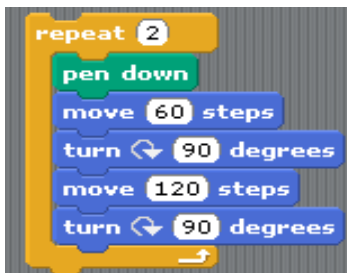 repeat 2
pen down
move 60 steps
turn 90 degrees
move 120 steps
turn 90 degrees